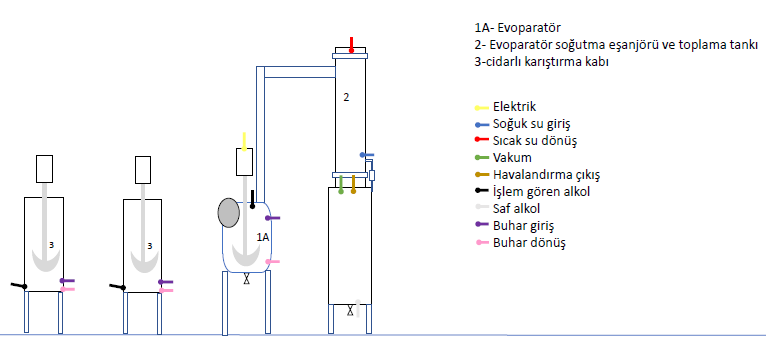 1A- Evoparatör
2- Evoparatör soğutma eşanjörü ve toplama tankı
3-cidarlı karıştırma kabı
2
Elektrik
Soğuk su giriş
Sıcak su dönüş
Vakum
Havalandırma çıkış
İşlem gören alkol
Saf alkol
Buhar giriş
Buhar dönüş
3
3
1A